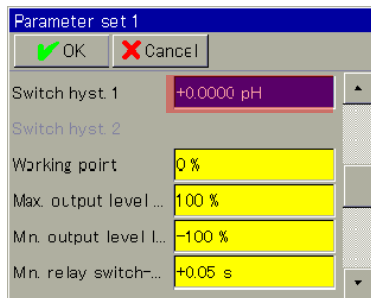 Parameter set 1
OK Cancel
Switch hyst. 1 +0.0000 pH
Switch hyst. 2
Working point 0 %
Max. output level ... 100 %
Min. output level l... -100 %
Min. relay switch-... +0.05 s